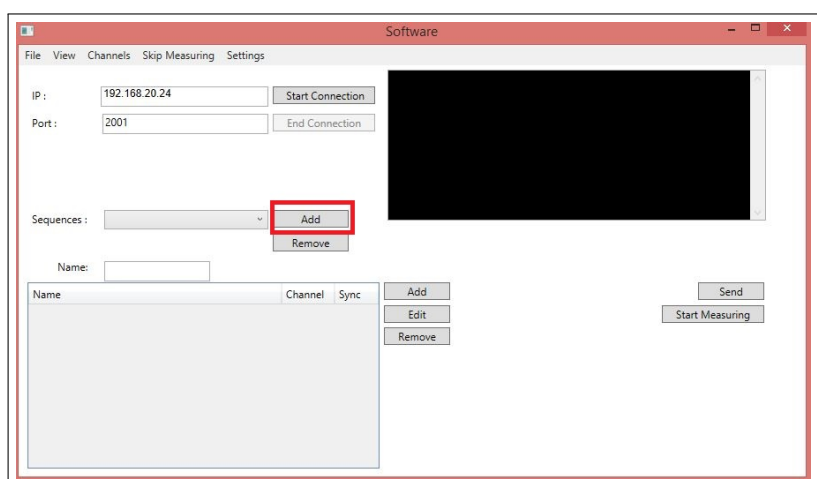 Software
File View Channels Skip Measuring Settings
IP : 192.168.20.24 Start Connection
Port : 2001 End Connection
Sequences : Add
Remove
Name:
Name Channel Sync Add Send
Edit Start Measuring
Remove